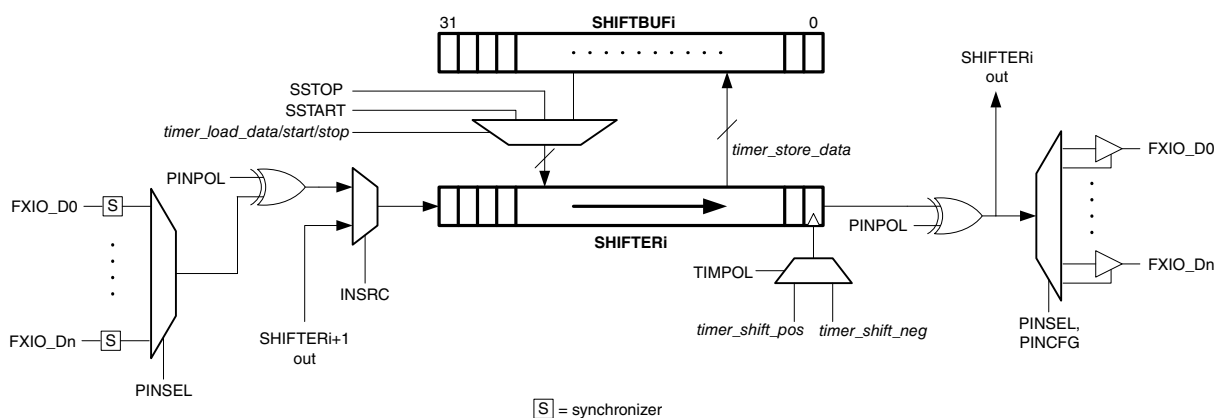 31 SHIFTBUFi 0
SSTOP
SSTART
timer_load_data/start/stop
timer_store_data
SHIFTERi
out
PINPOL
FXIO_D0
S
FXIO_D0
PINPOL
SHIFTERi
TIMPOL
INSRC
FXIO_Dn
S
FXIO_Dn
SHIFTERi+1
out
timer_shift_pos
timer_shift_neg
PINSEL,
PINCFG
PINSEL
S = synchronizer